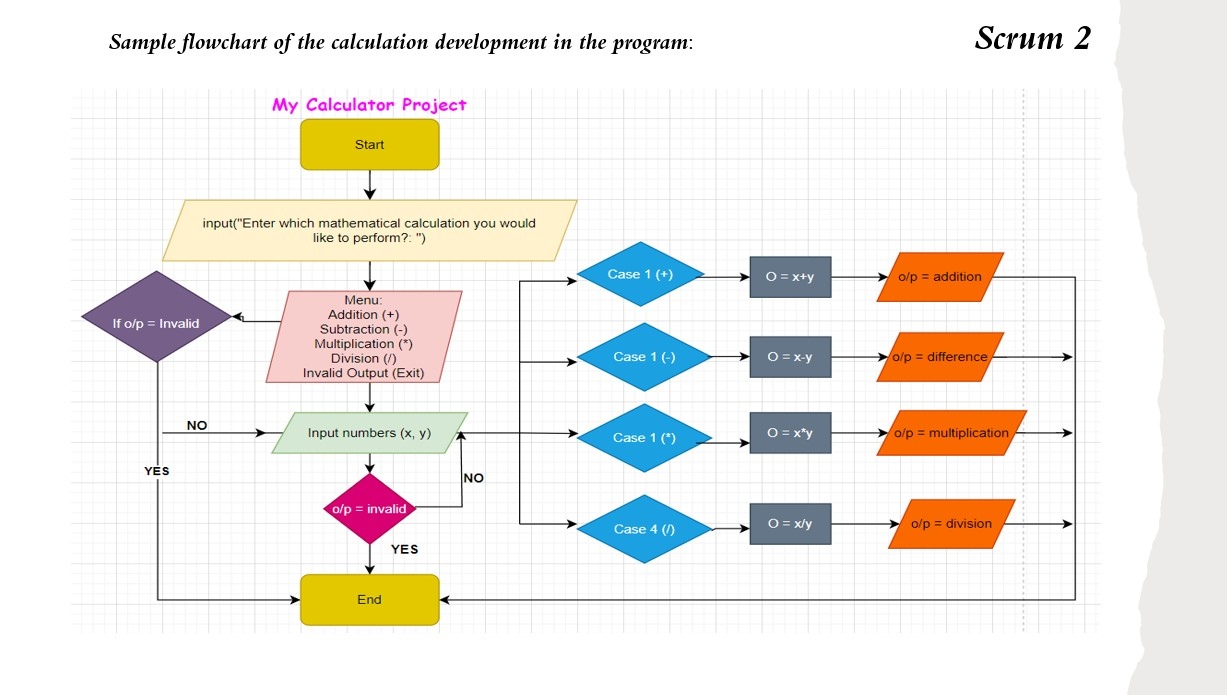 Sample flowchart of the calculation development in the program:
Scrum 2
My Calculator Project
Start
input("Enter which mathematical calculation you would
like to perform?: ")
If o/p = Invalid
Menu:
Addition (+)
Subtraction (-)
Multiplication (*)
Division (/)
Invalid Output (Exit)
NO
Input numbers (x, y)
YES
o/p = invalid
NO
YES
End
Case 1 (+)
O = x+y
o/p = addition
Case 1 (-)
O = x-y
o/p = difference
Case 1 (*)
O = x*y
o/p = multiplication
Case 4 (/)
O = x/y
o/p = division